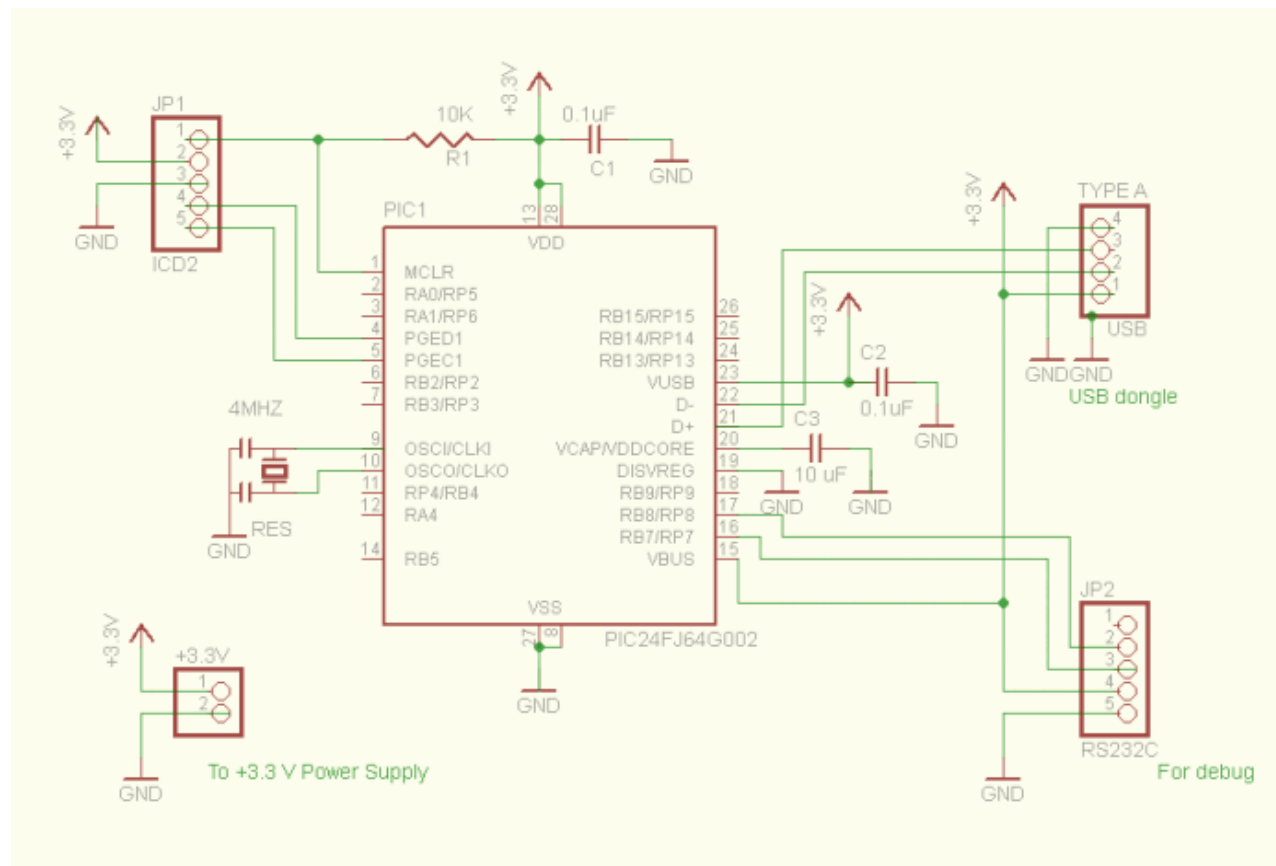 +3.3V
JP1
1
2
3
4
5
GND
ICD2
10K
R1
+3.3V
0.1uF
C1
GND
PIC1
13
28
VDD
1
MCLR
2
RA0/RP5
3
RA1/RP6
4
PGED1
5
PGEC1
6
RB2/RP2
7
RB3/RP3
9
OSCI/CLKI
10
OSCO/CLKO
11
RP4/RB4
12
RA4
14
RB5
RB15/RP15
26
RB14/RP14
25
RB13/RP13
24
VUSB
23
D-
22
D+
21
VCAP/VDDCORE
20
DISVREG
19
RB9/RP9
18
RB8/RP8
17
RB7/RP7
16
VBUS
15
VSS
27
8
PIC24FJ64G002
GND
4MHZ
RES
GND
+3.3V
C2
0.1uF
GND
C3
10 uF
GND
GND
+3.3V
TYPE A
4
3
2
1
USB
GND
GND
USB dongle
JP2
1
2
3
4
5
RS232C
GND
For debug
+3.3V
+3.3V
1
2
GND
To +3.3 V Power Supply